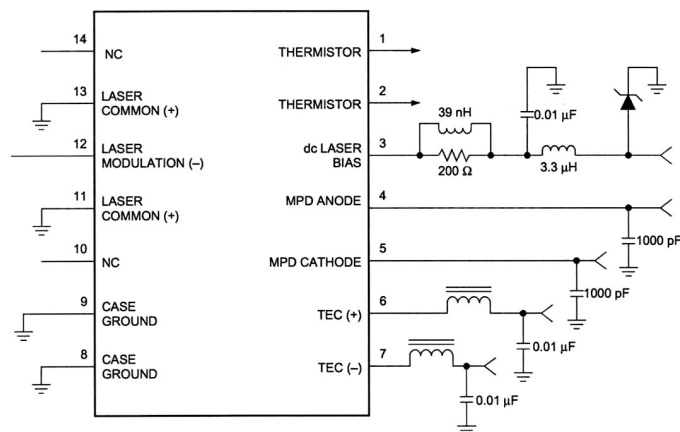 14
NC
THERMISTOR
1
13
LASER
COMMON (+)
THERMISTOR
2
39 nH
0.01 µF
12
LASER
MODULATION (–)
dc LASER
BIAS
3
200 Ω
3.3 µH
11
LASER
COMMON (+)
MPD ANODE
4
1000 pF
10
NC
MPD CATHODE
5
1000 pF
9
CASE
GROUND
TEC (+)
6
0.01 µF
8
CASE
GROUND
TEC (–)
7
0.01 µF